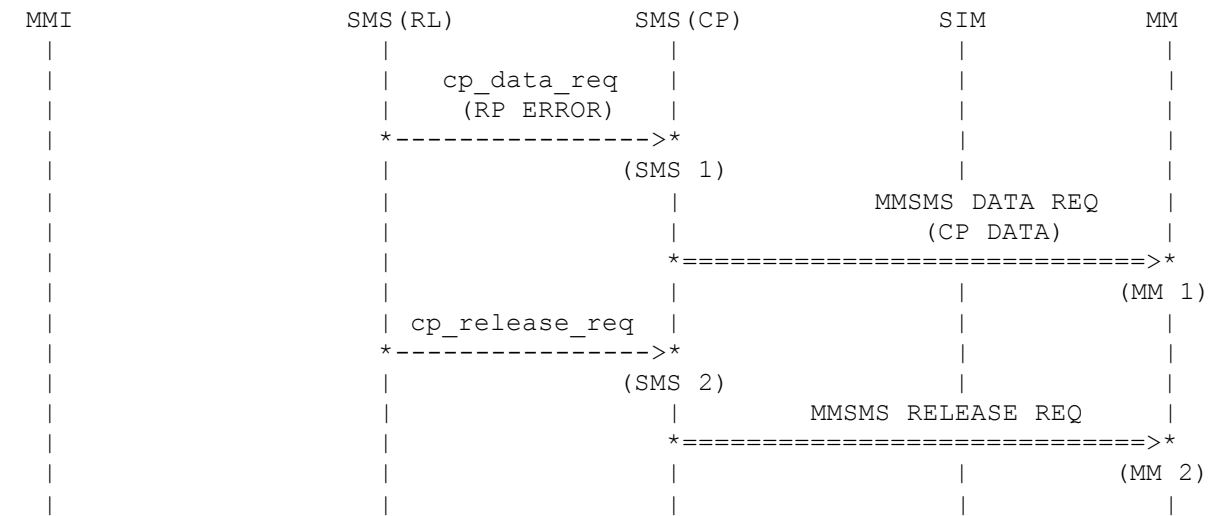 MMI SMS(RL) SMS(CP) SIM MM
cp_data_req
(RP ERROR)
(SMS 1)
MMSMS DATA REQ
(CP DATA)
(MM 1)
cp_release_req
(SMS 2)
MMSMS RELEASE REQ
(MM 2)